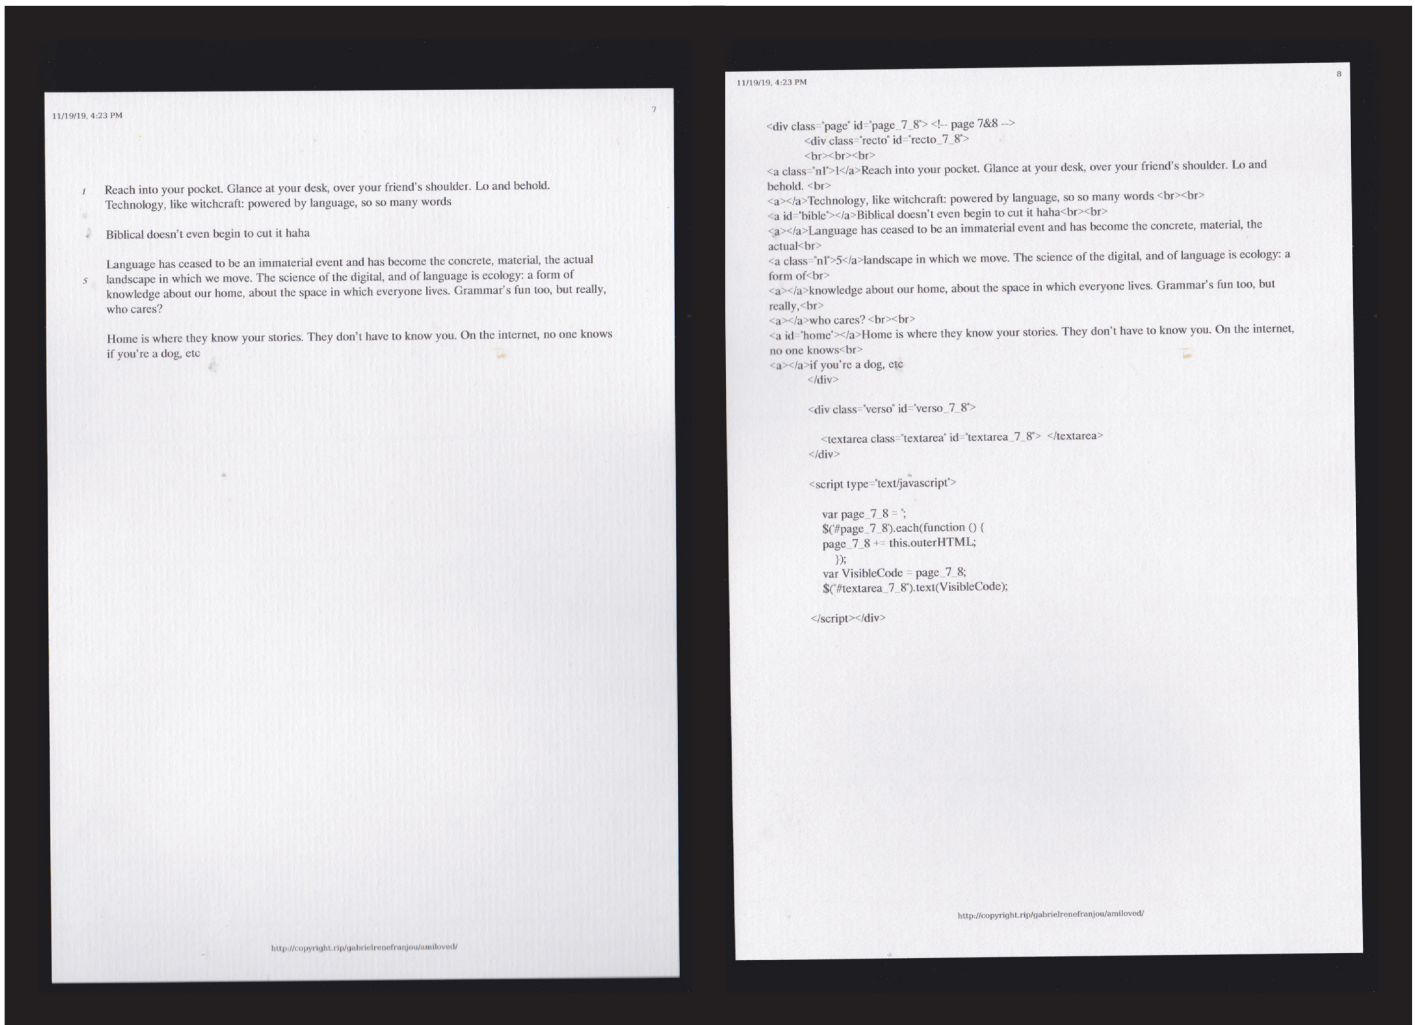 11/19/19, 4:23 PM
7
1 Reach into your pocket. Glance at your desk, over your friend's shoulder. Lo and behold.
Technology, like witchcraft: powered by language, so so many words
Biblical doesn't even begin to cut it haha
Language has ceased to be an immaterial event and has become the concrete, material, the actual
5 landscape in which we move. The science of the digital, and of language is ecology: a form of
knowledge about our home, about the space in which everyone lives. Grammar's fun too, but really,
who cares?
Home is where they know your stories. They don't have to know you. On the internet, no one knows
if you're a dog, etc
http://copyright.rip/gabrielrenefranjou/amiloved/
11/19/19, 4:23 PM
8
<div class="page" id="page_7_8"> <!-- page 7&8 -->
<div class="recto" id="recto_7_8">
<br><br><br>
<a class="nl">1</a>Reach into your pocket. Glance at your desk, over your friend's shoulder. Lo and
behold. <br>
<a></a>Technology, like witchcraft: powered by language, so so many words <br><br>
<a id="bible"></a>Biblical doesn't even begin to cut it haha<br><br>
<a></a>Language has ceased to be an immaterial event and has become the concrete, material, the
actual<br>
<a class="nl">5</a>landscape in which we move. The science of the digital, and of language is ecology: a
form of<br>
<a></a>knowledge about our home, about the space in which everyone lives. Grammar's fun too, but
really,<br>
<a></a>who cares? <br><br>
<a id="home"></a>Home is where they know your stories. They don't have to know you. On the internet,
no one knows<br>
<a></a>if you're a dog, etc
</div>
<div class="verso" id="verso_7_8">
<textarea class="textarea" id="textarea_7_8"> </textarea>
</div>
<script type="text/javascript">
var page_7_8 = '';
$('#page_7_8').each(function () {
page_7_8 += this.outerHTML;
});
var VisibleCode = page_7_8;
$("#textarea_7_8").text(VisibleCode);
</script></div>
http://copyright.rip/gabrielrenefranjou/amiloved/